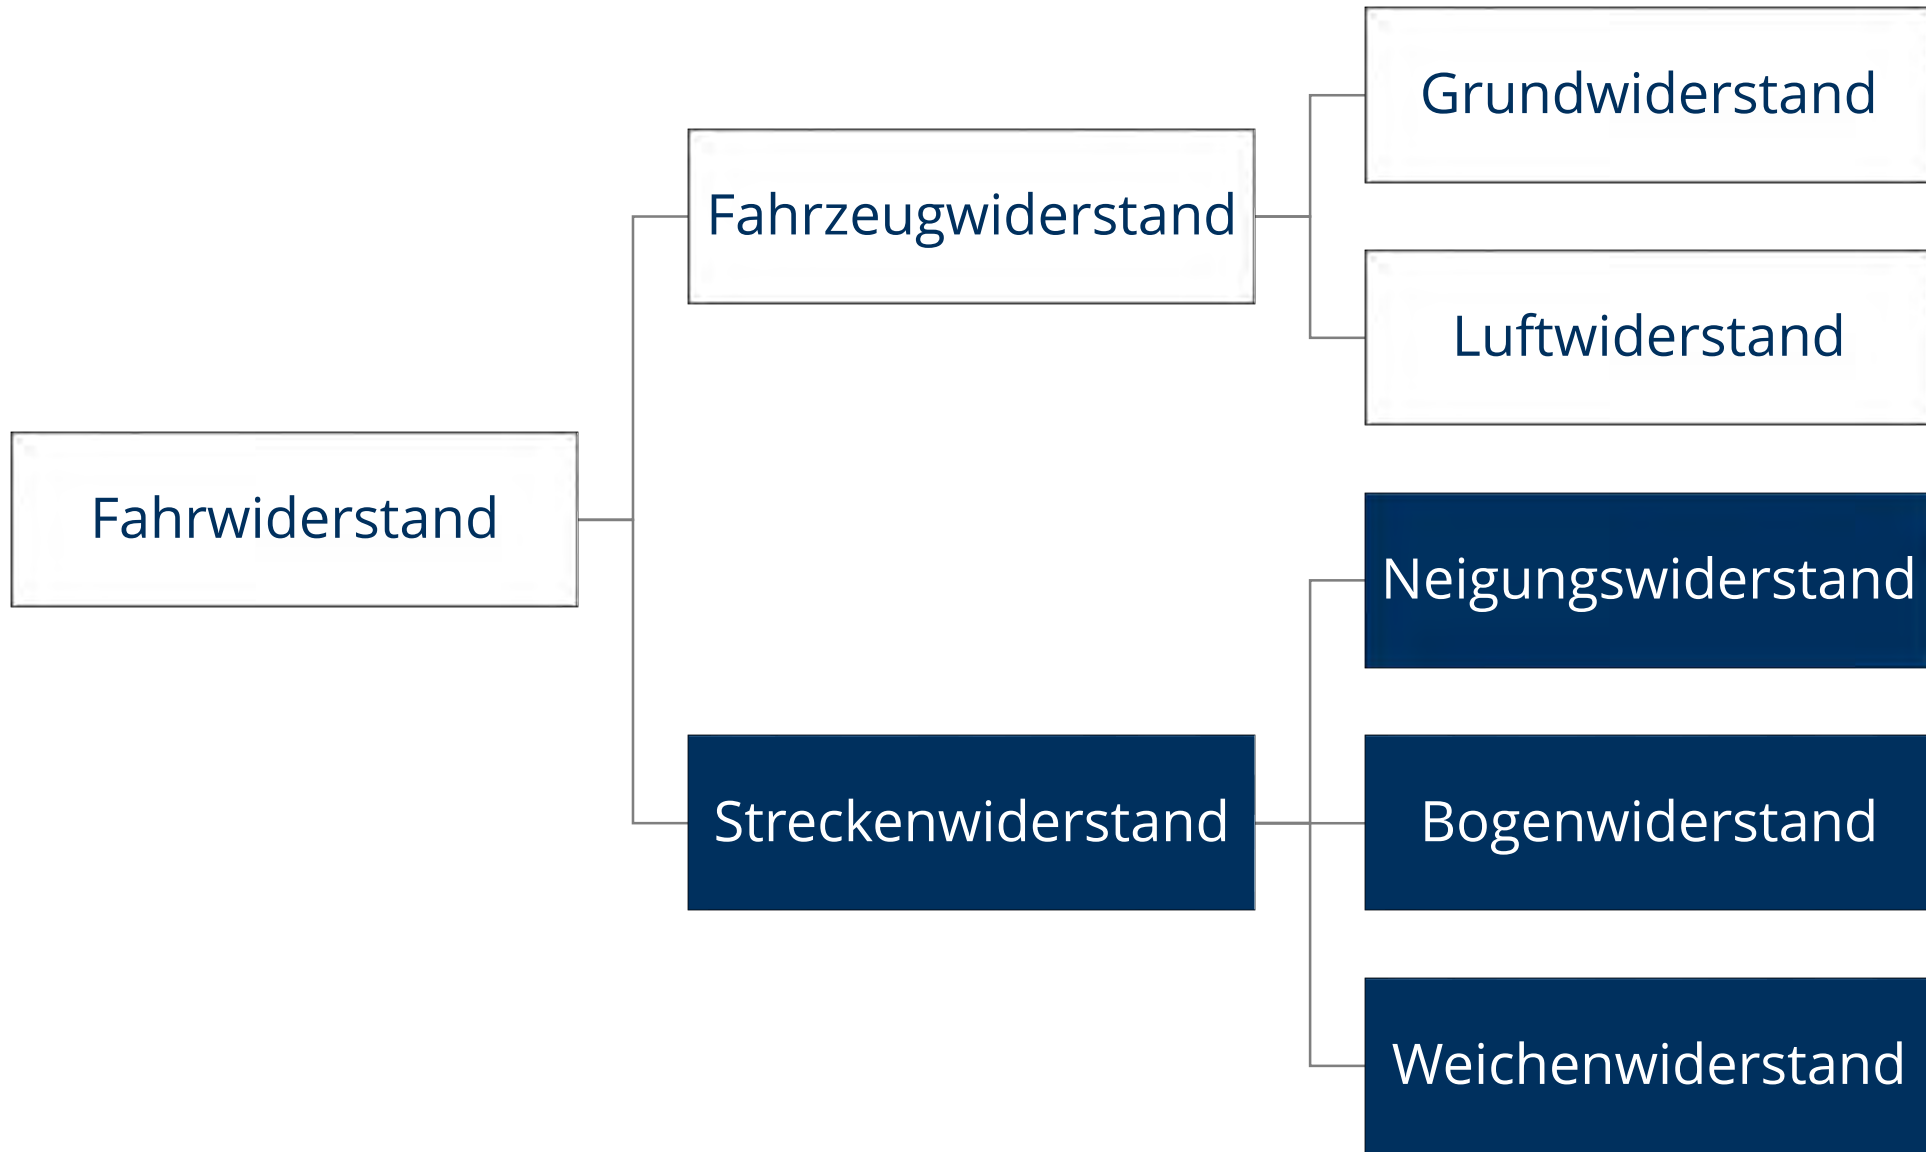 Grundwiderstand
Fahrzeugwiderstand
Luftwiderstand
Fahrwiderstand
Neigungswiderstand
Streckenwiderstand
Bogenwiderstand
Weichenwiderstand